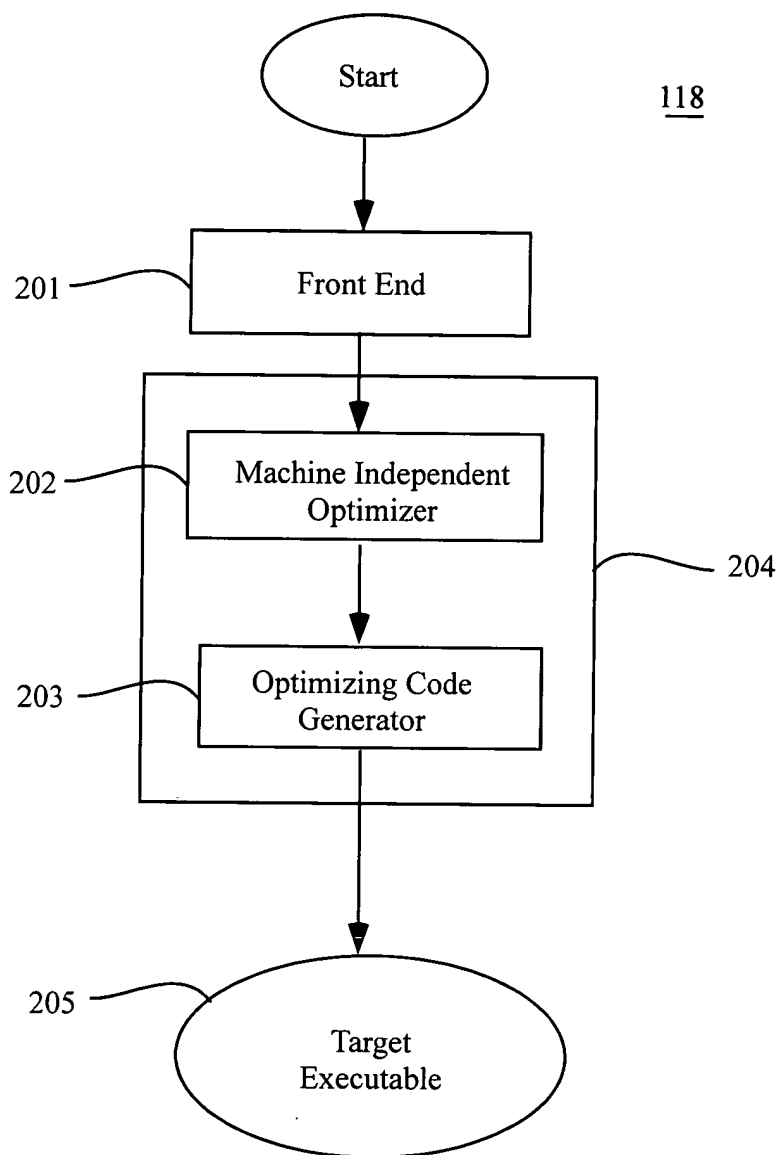 Start
118
201
Front End
202
Machine Independent
Optimizer
204
203
Optimizing Code
Generator
205
Target
Executable